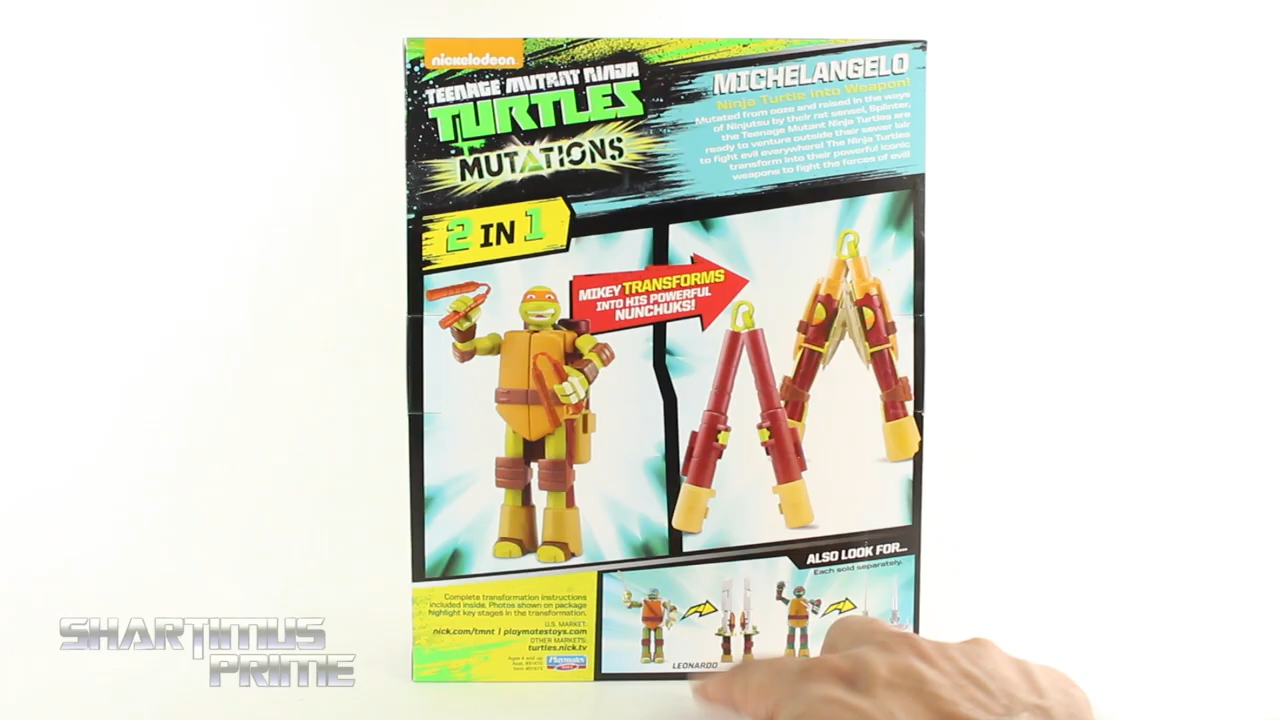 nickelodeon
TEENAGE MUTANT NINJA
TURTLES
MUTATIONS
MICHELANGELO
Ninja Turtle Into Weapon!
Mutated from ooze and raised in the ways
of Ninjutsu by their rat sensei, Splinter,
the Teenage Mutant Ninja Turtles are
ready to venture outside their sewer lair
to fight evil everywhere! The Ninja Turtles
transform into their powerful iconic
weapons to fight the forces of evil
2 IN 1
MIKEY TRANSFORMS
INTO HIS POWERFUL
NUNCHUKS!
ALSO LOOK FOR...
Each sold separately.
Complete transformation instructions
included inside. Photos shown on package
highlight key stages in the transformation.
U.S. MARKET:
nick.com/tmnt | playmatestoys.com
OTHER MARKETS:
turtles.nick.tv
Ages 4 and up
Playmates
LEONARDO
SHARTIMUS
PRIME